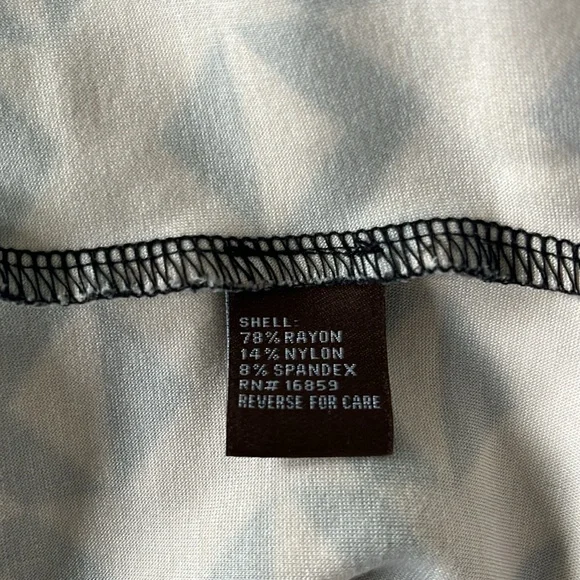 SHELL:
78% RAYON
14% NYLON
8% SPANDEX
RN# 16859
REVERSE FOR CARE